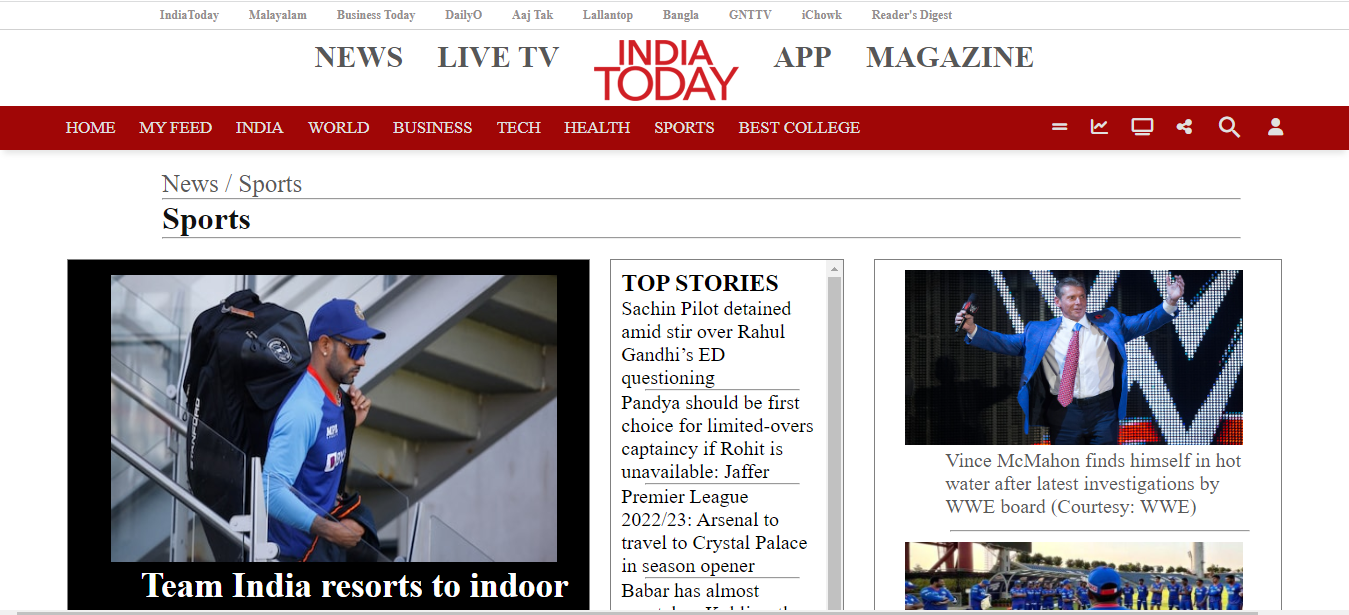 IndiaToday Malayalam Business Today DailyO Aaj Tak Lallantop Bangla GNTTV iChowk Reader's Digest
NEWS LIVE TV INDIA TODAY APP MAGAZINE
HOME MY FEED INDIA WORLD BUSINESS TECH HEALTH SPORTS BEST COLLEGE
News / Sports
Sports
STANFORD
Team India resorts to indoor
TOP STORIES
Sachin Pilot detained
amid stir over Rahul
Gandhi’s ED
questioning
Pandya should be first
choice for limited-overs
captaincy if Rohit is
unavailable: Jaffer
Premier League
2022/23: Arsenal to
travel to Crystal Palace
in season opener
Babar has almost
Vince McMahon finds himself in hot
water after latest investigations by
WWE board (Courtesy: WWE)